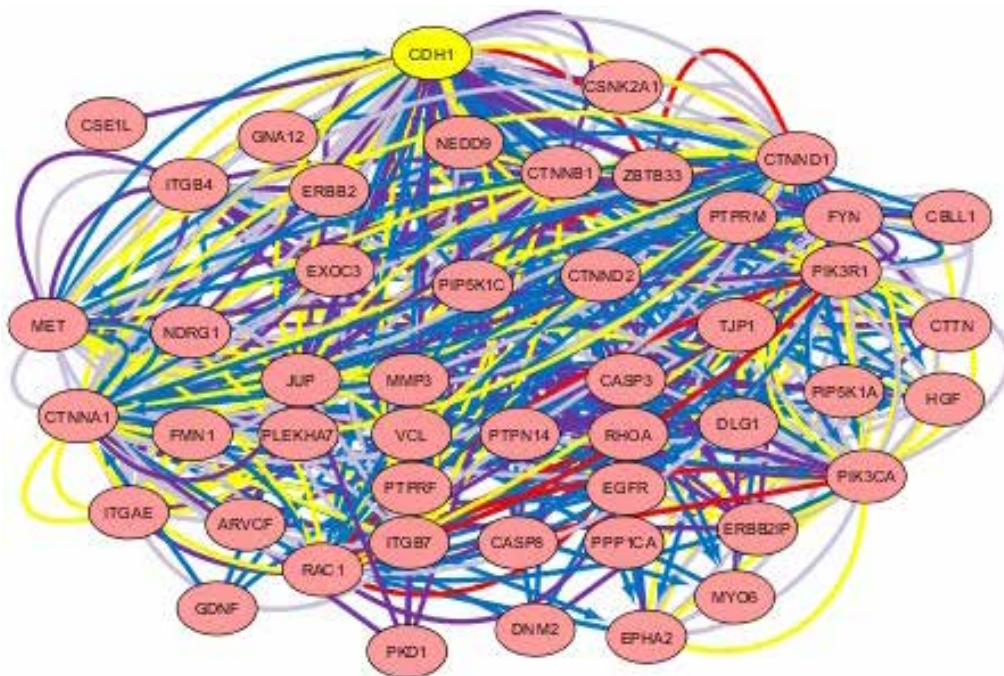 CDH1
CSNK2A1
CSE1L
GNA12
NEDD9
CTNND1
ITGB4
ERBB2
CTNNB1
ZBTB33
PTPRM
FYN
CBLL1
EXOC3
PIP5K1C
CTNND2
PIK3R1
MET
NDRG1
TJP1
CTTN
JUP
MMP3
CASP3
PIP5K1A
HGF
CTNNA1
FMN1
PLEKHA7
VCL
PTPN14
RHOA
DLG1
PIK3CA
PTPRF
EGFR
ITGAE
ARVCF
ITGB7
CASP8
PPP1CA
ERBB2IP
RAC1
MYO6
GDNF
DNM2
EPHA2
PKD1